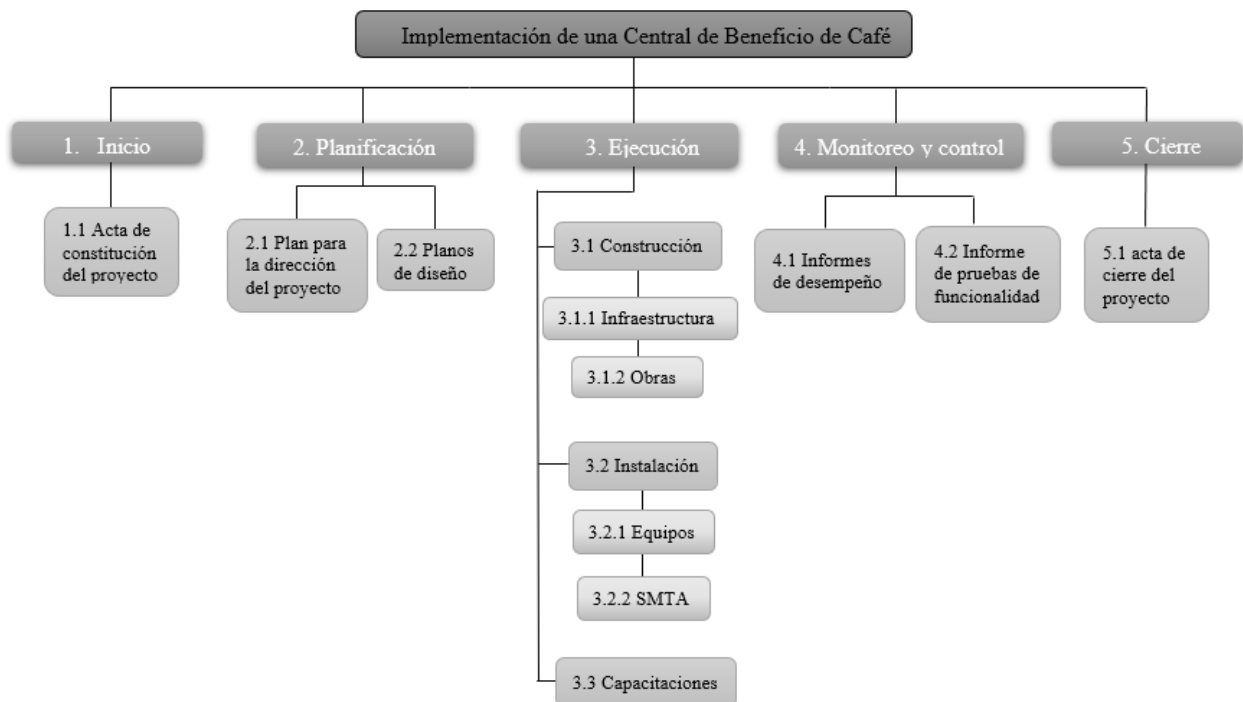 Implementación de una Central de Beneficio de Café
1. Inicio
2. Planificación
3. Ejecución
4. Monitoreo y control
5. Cierre
1.1 Acta de
constitución
del proyecto
2.1 Plan para
la dirección
del proyecto
2.2 Planos
de diseño
3.1 Construcción
3.1.1 Infraestructura
3.1.2 Obras
3.2 Instalación
3.2.1 Equipos
3.2.2 SMTA
3.3 Capacitaciones
4.1 Informes
de desempeño
4.2 Informe
de pruebas de
funcionalidad
5.1 acta de
cierre del
proyecto